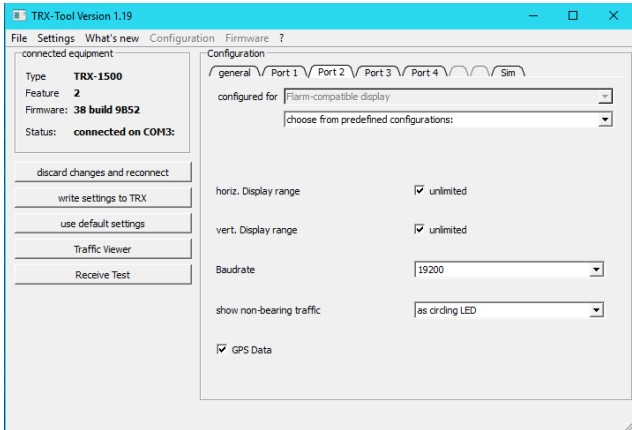 TRX-Tool Version 1.19
File Settings What's new Configuration Firmware ?
connected equipment
Type TRX-1500
Feature 2
Firmware: 38 build 9B52
Status: connected on COM3:
discard changes and reconnect
write settings to TRX
use default settings
Traffic Viewer
Receive Test
Configuration
general Port 1 Port 2 Port 3 Port 4 Sim
configured for Flarm-compatible display
choose from predefined configurations:
horiz. Display range unlimited
vert. Display range unlimited
Baudrate 19200
show non-bearing traffic as circling LED
GPS Data